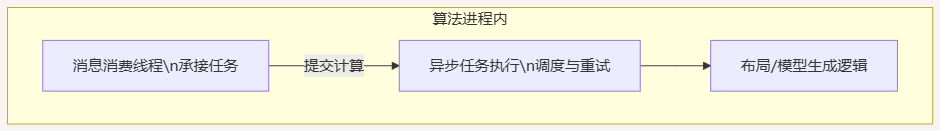 算法进程内
消息消费线程\n承接任务
提交计算
异步任务执行\n调度与重试
布局/模型生成逻辑